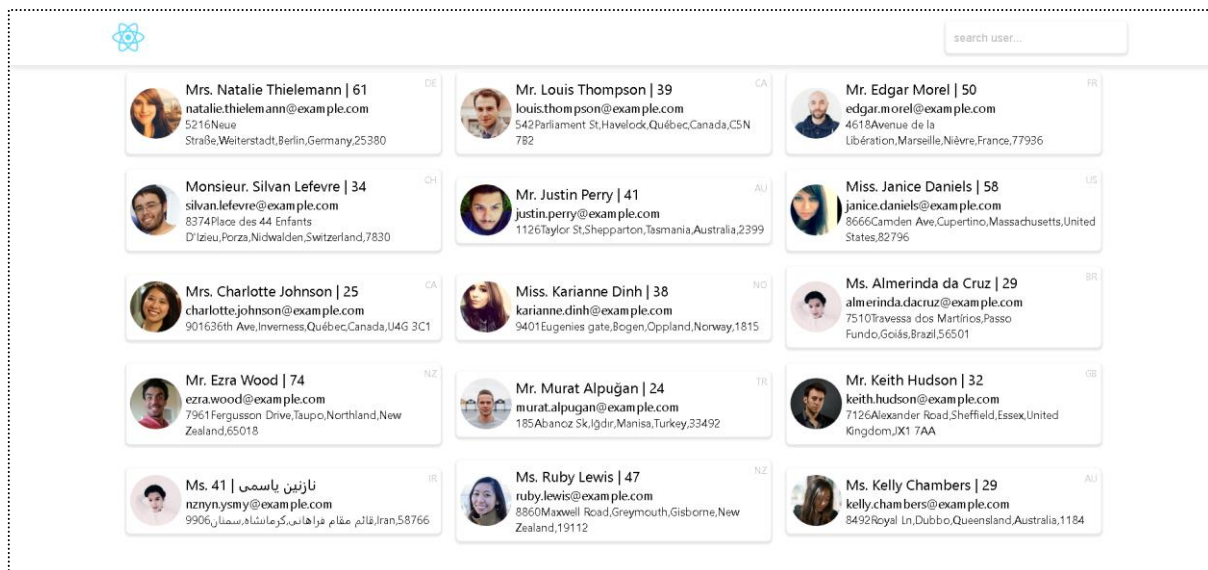 search user...
DE
Mrs. Natalie Thielemann | 61
natalie.thielemann@example.com
5216Neue
Straße,Weiterstadt,Berlin,Germany,25380
CA
Mr. Louis Thompson | 39
louis.thompson@example.com
542Parliament St,Havelock,Québec,Canada,C5N
7B2
FR
Mr. Edgar Morel | 50
edgar.morel@example.com
4618Avenue de la
Libération,Marseille,Nièvre,France,77936
CH
Monsieur. Silvan Lefevre | 34
silvan.lefevre@example.com
8374Place des 44 Enfants
D'Izieu,Porza,Nidwalden,Switzerland,7830
AU
Mr. Justin Perry | 41
justin.perry@example.com
1126Taylor St,Shepparton,Tasmania,Australia,2399
US
Miss. Janice Daniels | 58
janice.daniels@example.com
8666Camden Ave,Cupertino,Massachusetts,United
States,82796
CA
Mrs. Charlotte Johnson | 25
charlotte.johnson@example.com
901636th Ave,Inverness,Québec,Canada,U4G 3C1
NO
Miss. Karianne Dinh | 38
karianne.dinh@example.com
9401Eugenies gate,Bogen,Oppland,Norway,1815
BR
Ms. Almerinda da Cruz | 29
almerinda.dacruz@example.com
7510Travessa dos Martírios,Passo
Fundo,Goiás,Brazil,56501
NZ
Mr. Ezra Wood | 74
ezra.wood@example.com
7961Fergusson Drive,Taupo,Northland,New
Zealand,65018
TR
Mr. Murat Alpuğan | 24
murat.alpugan@example.com
185Abanoz Sk,Iğdır,Manisa,Turkey,33492
GB
Mr. Keith Hudson | 32
keith.hudson@example.com
7126Alexander Road,Sheffield,Essex,United
Kingdom,JX1 7AA
IR
Ms. نازنین یاسمی | 41
nznyn.ysmy@example.com
9906قائم مقام فراهانی,کرمانشاه,سمنان,Iran,58766
NZ
Ms. Ruby Lewis | 47
ruby.lewis@example.com
8860Maxwell Road,Greymouth,Gisborne,New
Zealand,19112
AU
Ms. Kelly Chambers | 29
kelly.chambers@example.com
8492Royal Ln,Dubbo,Queensland,Australia,1184